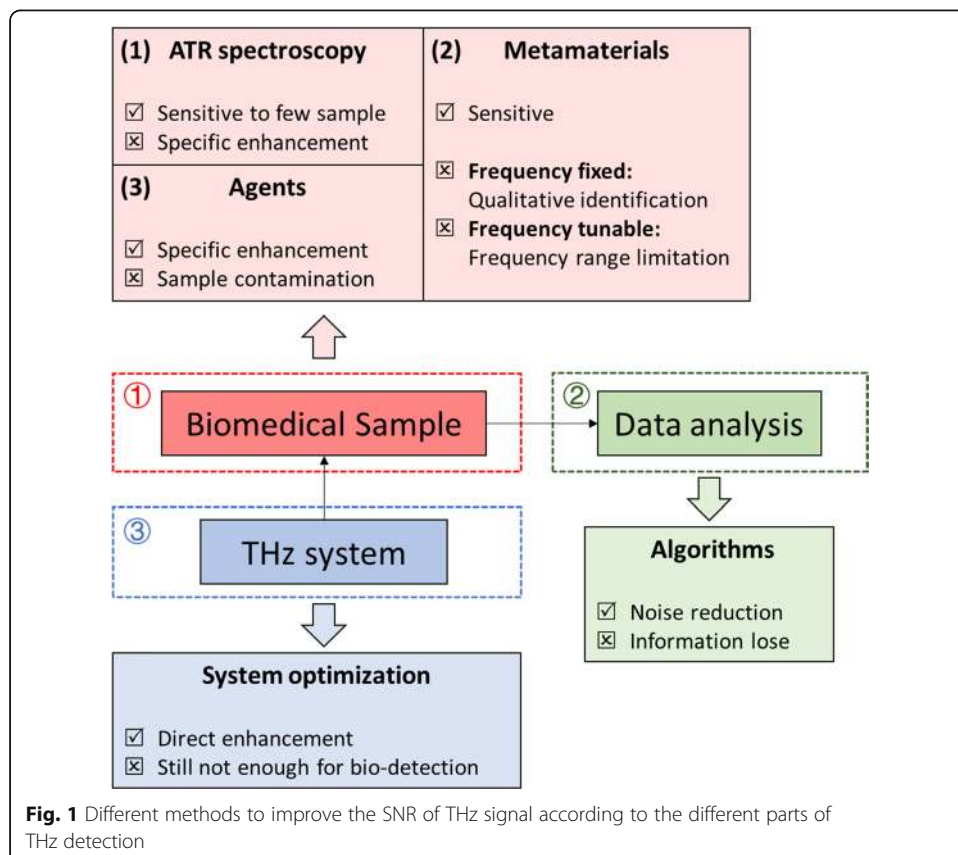 (1) ATR spectroscopy
☑ Sensitive to few sample
☒ Specific enhancement
(2) Metamaterials
☑ Sensitive
☒ Frequency fixed:
Qualitative identification
☒ Frequency tunable:
Frequency range limitation
(3) Agents
☑ Specific enhancement
☒ Sample contamination
①
Biomedical Sample
②
Data analysis
③
THz system
Algorithms
☑ Noise reduction
☒ Information lose
System optimization
☑ Direct enhancement
☒ Still not enough for bio-detection
Fig. 1 Different methods to improve the SNR of THz signal according to the different parts of
THz detection